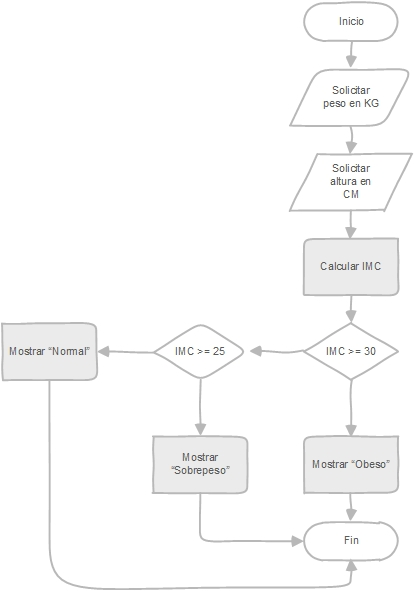 Inicio
Solicitar
peso en KG
Solicitar
altura en
CM
Calcular IMC
Mostrar “Normal”
IMC >= 25
IMC >= 30
Mostrar
“Sobrepeso”
Mostrar “Obeso”
Fin